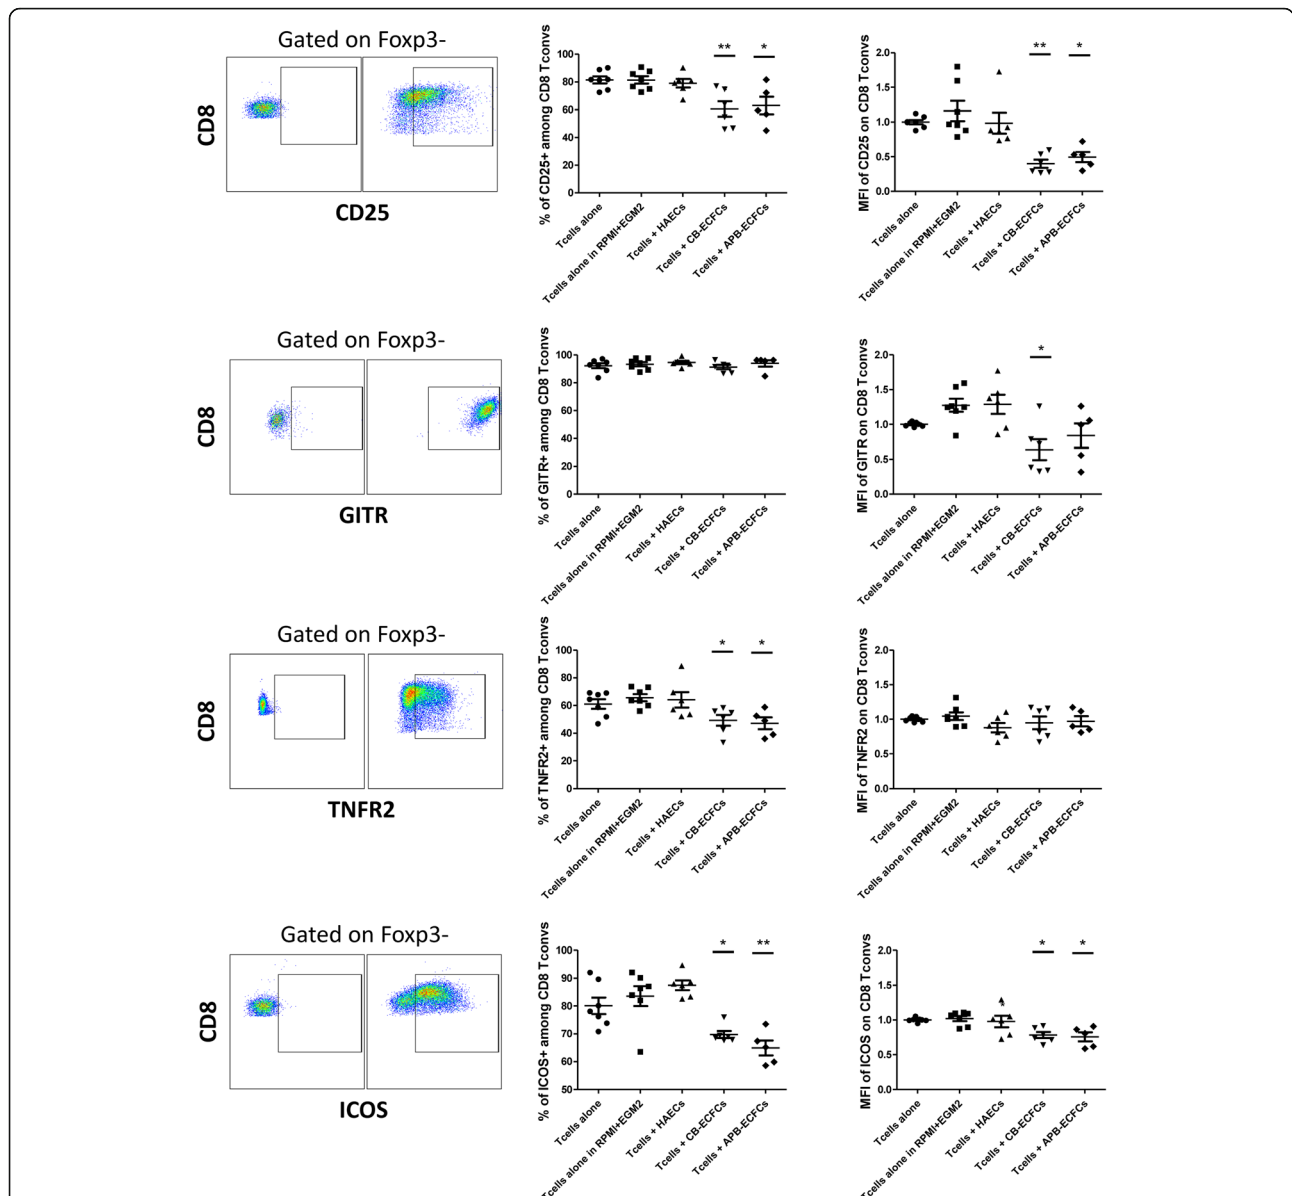 Gated on Foxp3-
CD8
CD25
% of CD25+ among CD8 Tconvs
100
80
60
40
20
0
** *
Tcells alone
Tcells alone in RPMI+EGM2
Tcells + HAECs
Tcells + CB-ECFCs
Tcells + APB-ECFCs
MFI of CD25 on CD8 Tconvs
2.0
1.5
1.0
0.5
0.0
** *
Tcells alone
Tcells alone in RPMI+EGM2
Tcells + HAECs
Tcells + CB-ECFCs
Tcells + APB-ECFCs
Gated on Foxp3-
CD8
GITR
% of GITR+ among CD8 Tconvs
100
80
60
40
20
0
Tcells alone
Tcells alone in RPMI+EGM2
Tcells + HAECs
Tcells + CB-ECFCs
Tcells + APB-ECFCs
MFI of GITR on CD8 Tconvs
2.0
1.5
1.0
0.5
0.0
*
Tcells alone
Tcells alone in RPMI+EGM2
Tcells + HAECs
Tcells + CB-ECFCs
Tcells + APB-ECFCs
Gated on Foxp3-
CD8
TNFR2
% of TNFR2+ among CD8 Tconvs
100
80
60
40
20
0
* *
Tcells alone
Tcells alone in RPMI+EGM2
Tcells + HAECs
Tcells + CB-ECFCs
Tcells + APB-ECFCs
MFI of TNFR2 on CD8 Tconvs
2.0
1.5
1.0
0.5
0.0
Tcells alone
Tcells alone in RPMI+EGM2
Tcells + HAECs
Tcells + CB-ECFCs
Tcells + APB-ECFCs
Gated on Foxp3-
CD8
ICOS
% of ICOS+ among CD8 Tconvs
100
90
80
70
60
50
* **
Tcells alone
Tcells alone in RPMI+EGM2
Tcells + HAECs
Tcells + CB-ECFCs
Tcells + APB-ECFCs
MFI of ICOS on CD8 Tconvs
2.0
1.5
1.0
0.5
0.0
* *
Tcells alone
Tcells alone in RPMI+EGM2
Tcells + HAECs
Tcells + CB-ECFCs
Tcells + APB-ECFCs